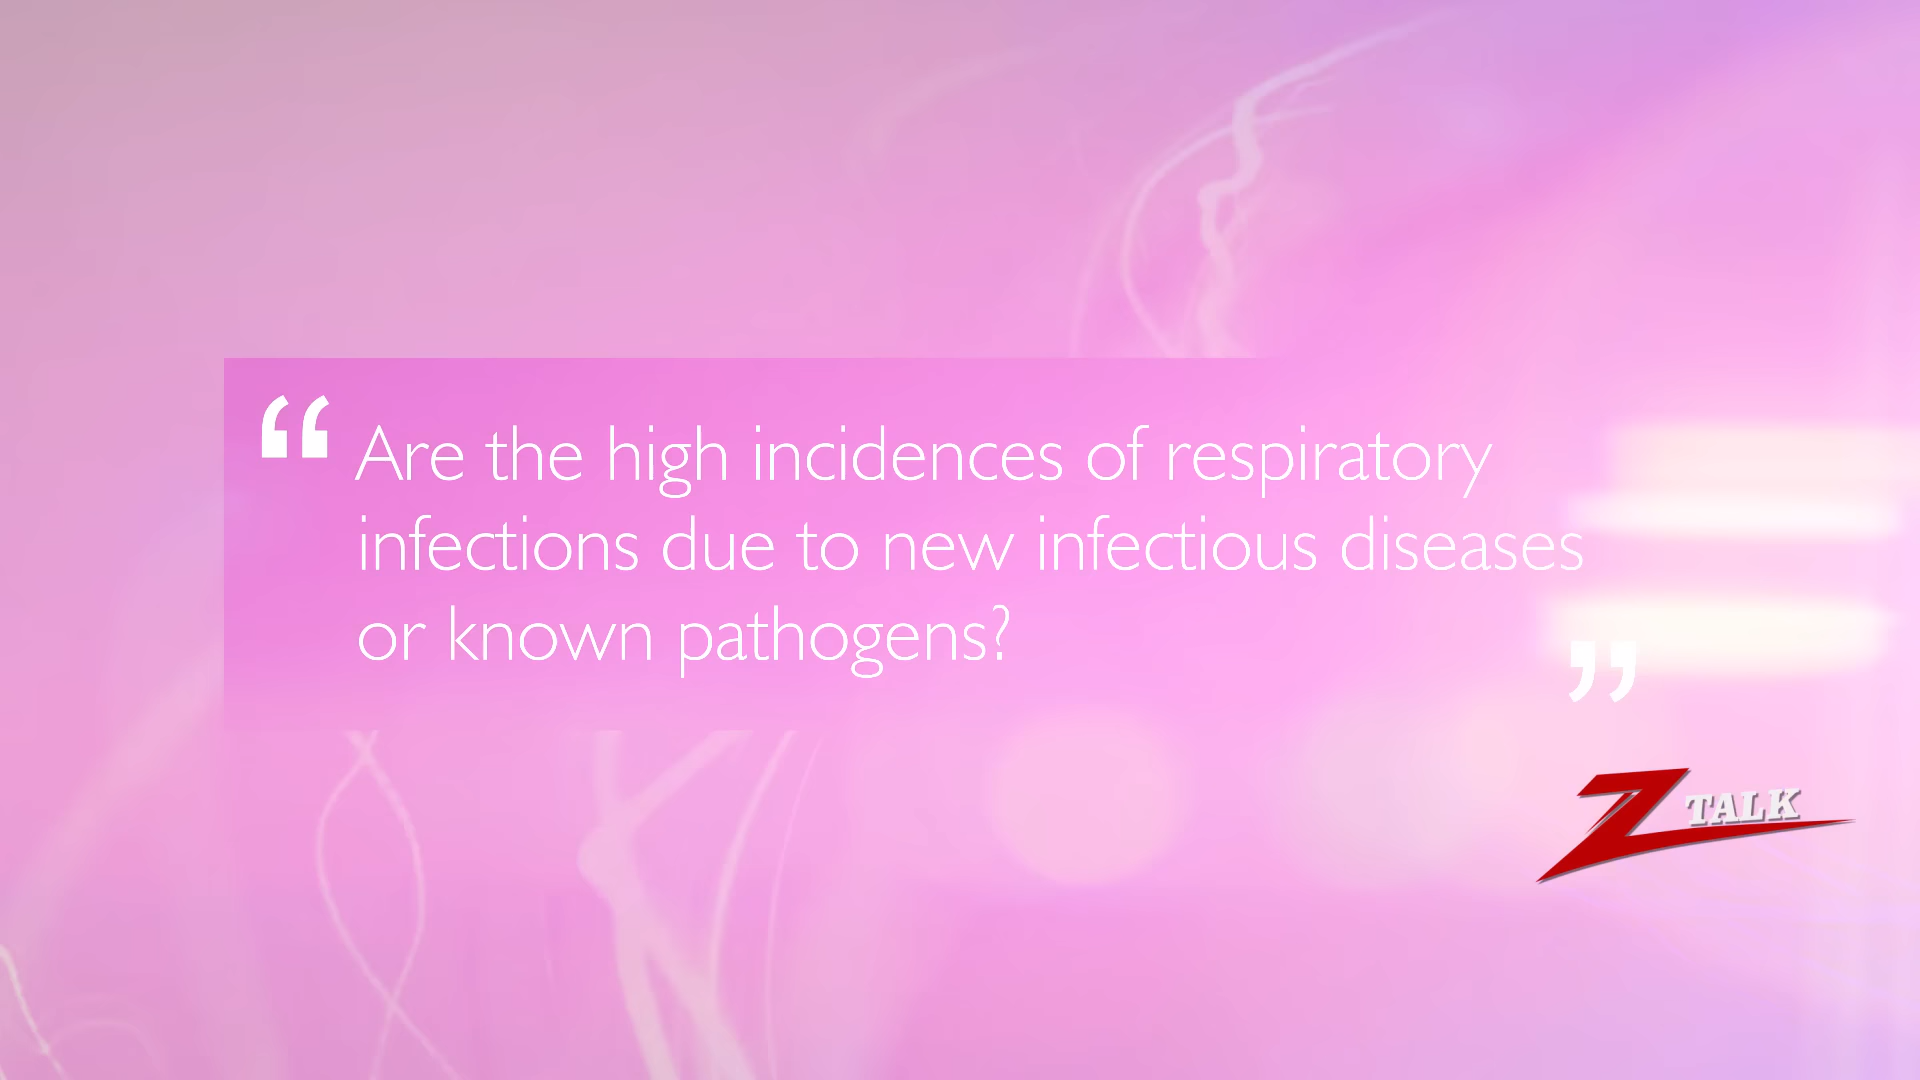 “ Are the high incidences of respiratory
infections due to new infectious diseases
or known pathogens?
”
Z TALK